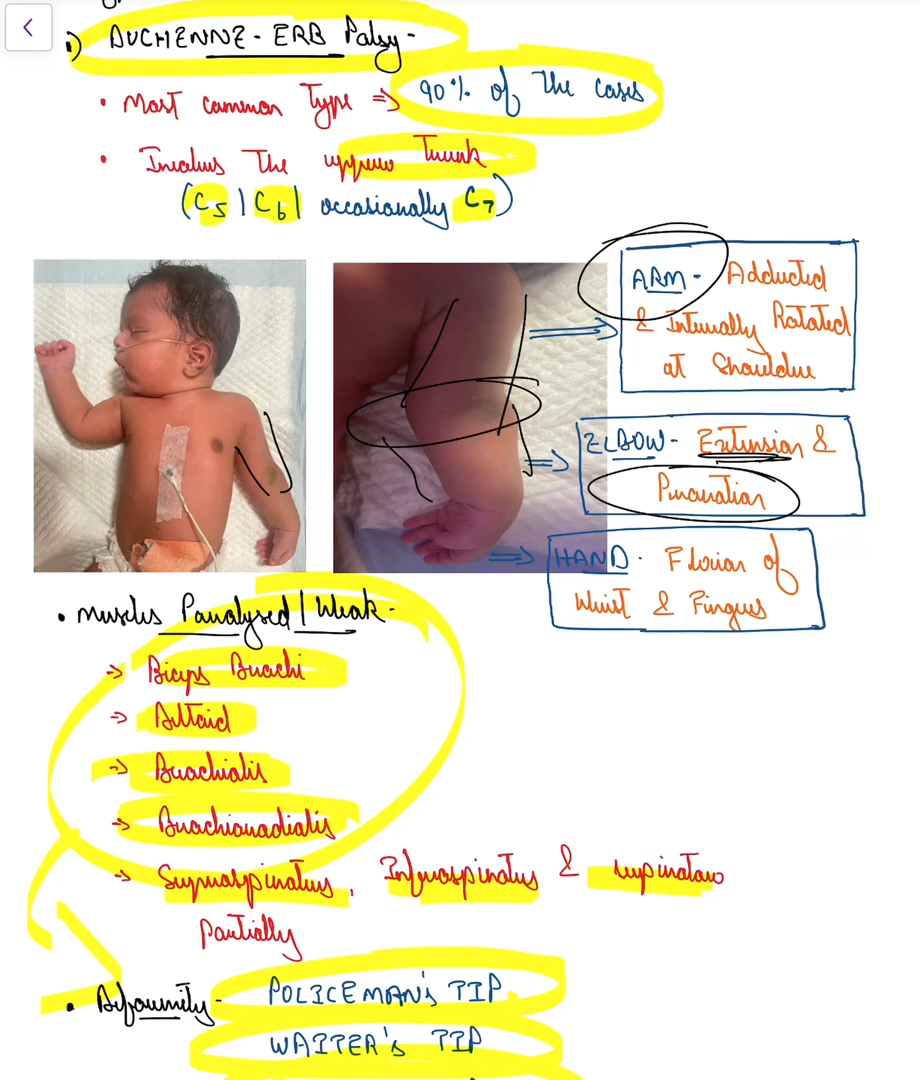 1) DUCHENNE - ERB Palsy -
• Most common Type ⇒ 90% of the cases
• Involves The upper Trunk
(C5 | C6 | occasionally C7)
ARM - Adducted
& Internally Rotated
at Shoulder
ELBOW - Extension &
Pronation
HAND - Flexion of
Wrist & Fingers
• Muscles Paralysed | Weak -
→ Biceps Brachi
→ Deltoid
→ Brachialis
→ Brachioradialis
→ Supraspinatus, Infraspinatus & supinator
Partially
• Deformity - POLICEMAN'S TIP
WAITER'S TIP